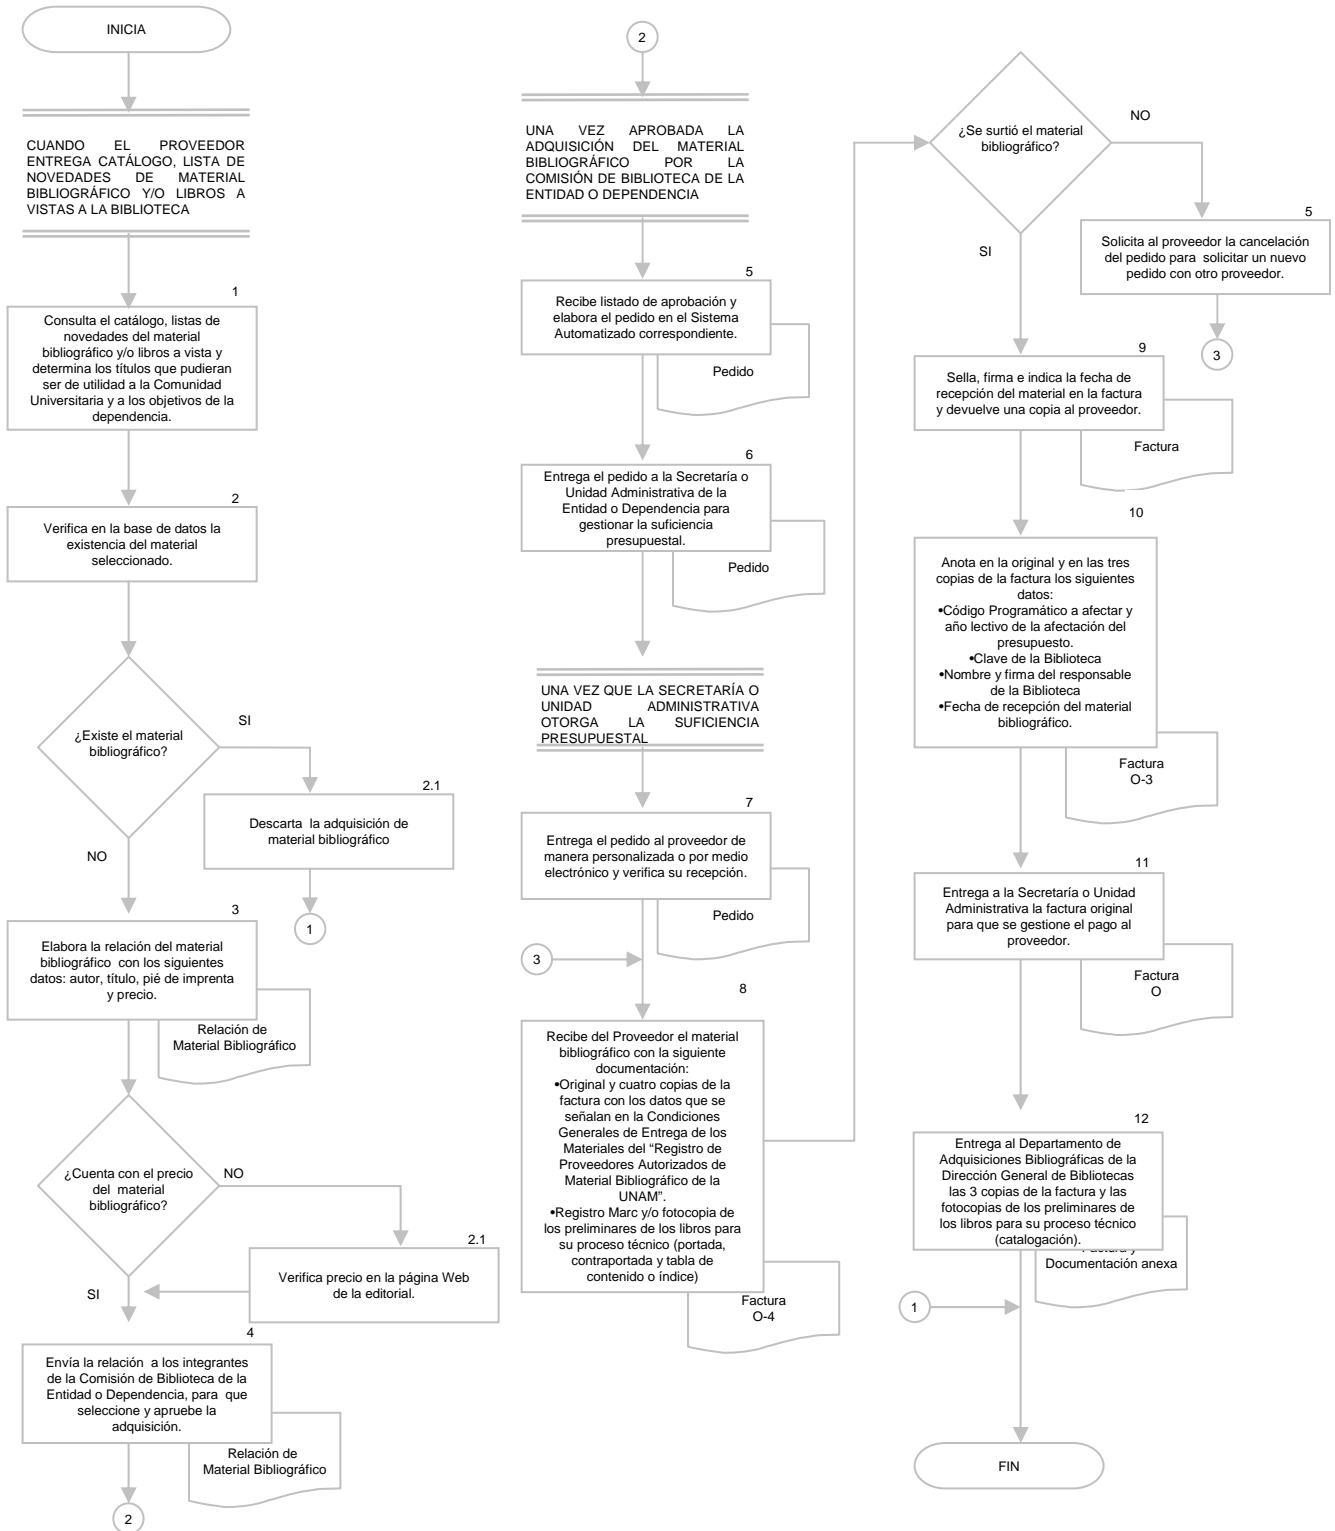 INICIA
CUANDO EL PROVEEDOR
ENTREGA CATÁLOGO, LISTA DE
NOVEDADES DE MATERIAL
BIBLIOGRÁFICO Y/O LIBROS A
VISTAS A LA BIBLIOTECA
1
Consulta el catálogo, listas de
novedades del material
bibliográfico y/o libros a vista y
determina los títulos que pudieran
ser de utilidad a la Comunidad
Universitaria y a los objetivos de la
dependencia.
2
Verifica en la base de datos la
existencia del material
seleccionado.
¿Existe el material
bibliográfico?
SI
2.1
Descarta la adquisición de
material bibliográfico
1
NO
3
Elabora la relación del material
bibliográfico con los siguientes
datos: autor, título, pié de imprenta
y precio.
Relación de
Material Bibliográfico
¿Cuenta con el precio
del material
bibliográfico?
NO
2.1
Verifica precio en la página Web
de la editorial.
SI
4
Envía la relación a los integrantes
de la Comisión de Biblioteca de la
Entidad o Dependencia, para que
seleccione y apruebe la
adquisición.
Relación de
Material Bibliográfico
2
2
UNA VEZ APROBADA LA
ADQUISICIÓN DEL MATERIAL
BIBLIOGRÁFICO POR LA
COMISIÓN DE BIBLIOTECA DE LA
ENTIDAD O DEPENDENCIA
5
Recibe listado de aprobación y
elabora el pedido en el Sistema
Automatizado correspondiente.
Pedido
6
Entrega el pedido a la Secretaría o
Unidad Administrativa de la
Entidad o Dependencia para
gestionar la suficiencia
presupuestal.
Pedido
UNA VEZ QUE LA SECRETARÍA O
UNIDAD ADMINISTRATIVA
OTORGA LA SUFICIENCIA
PRESUPUESTAL
7
Entrega el pedido al proveedor de
manera personalizada o por medio
electrónico y verifica su recepción.
Pedido
3
8
Recibe del Proveedor el material
bibliográfico con la siguiente
documentación:
•Original y cuatro copias de la
factura con los datos que se
señalan en la Condiciones
Generales de Entrega de los
Materiales del “Registro de
Proveedores Autorizados de
Material Bibliográfico de la
UNAM”.
•Registro Marc y/o fotocopia de
los preliminares de los libros para
su proceso técnico (portada,
contraportada y tabla de
contenido o índice)
Factura
O-4
¿Se surtió el material
bibliográfico?
NO
5
Solicita al proveedor la cancelación
del pedido para solicitar un nuevo
pedido con otro proveedor.
3
SI
9
Sella, firma e indica la fecha de
recepción del material en la factura
y devuelve una copia al proveedor.
Factura
10
Anota en la original y en las tres
copias de la factura los siguientes
datos:
•Código Programático a afectar y
año lectivo de la afectación del
presupuesto.
•Clave de la Biblioteca
•Nombre y firma del responsable
de la Biblioteca
•Fecha de recepción del material
bibliográfico.
Factura
O-3
11
Entrega a la Secretaría o Unidad
Administrativa la factura original
para que se gestione el pago al
proveedor.
Factura
O
12
Entrega al Departamento de
Adquisiciones Bibliográficas de la
Dirección General de Bibliotecas
las 3 copias de la factura y las
fotocopias de los preliminares de
los libros para su proceso técnico
(catalogación).
Factura y
Documentación anexa
1
FIN